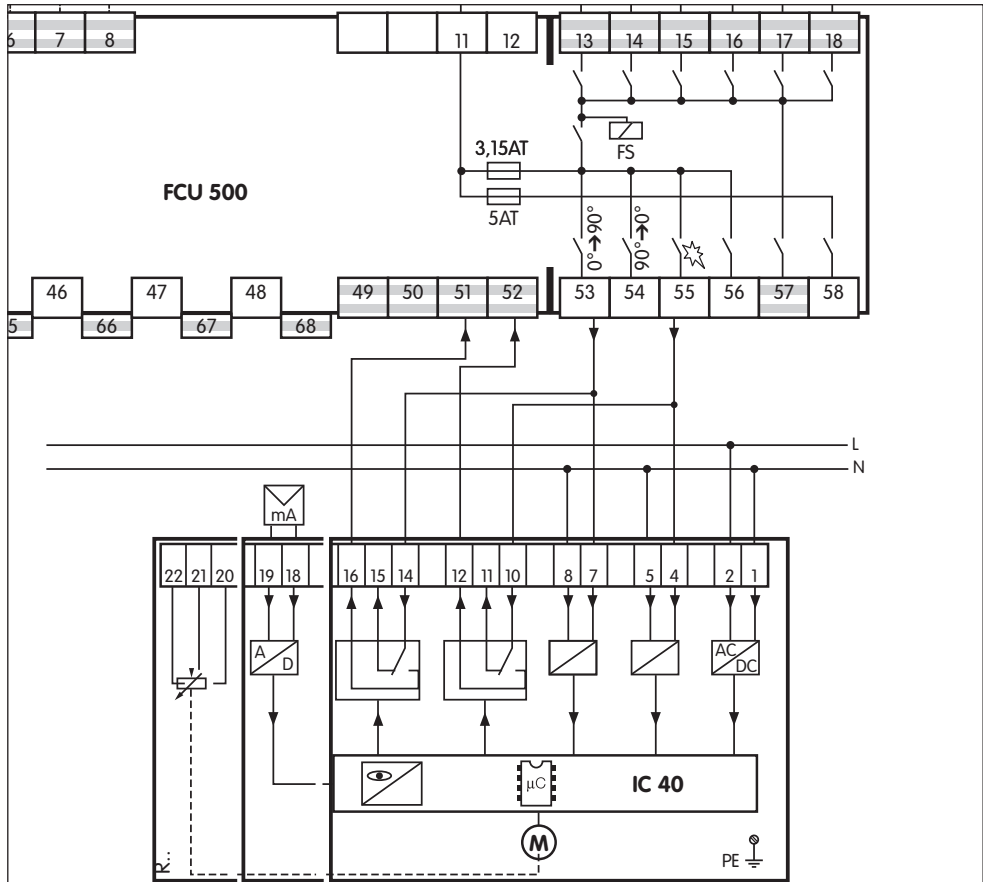 6 7 8 11 12 13 14 15 16 17 18
FS
3,15AT
5AT
FCU 500
0°➔90°
90°➔0°
46 47 48 49 50 51 52 53 54 55 56 57 58
5 66 67 68
L
N
mA
22 21 20 19 18 16 15 14 12 11 10 8 7 5 4 2 1
A
D
AC
DC
µC
IC 40
M
PE
R...